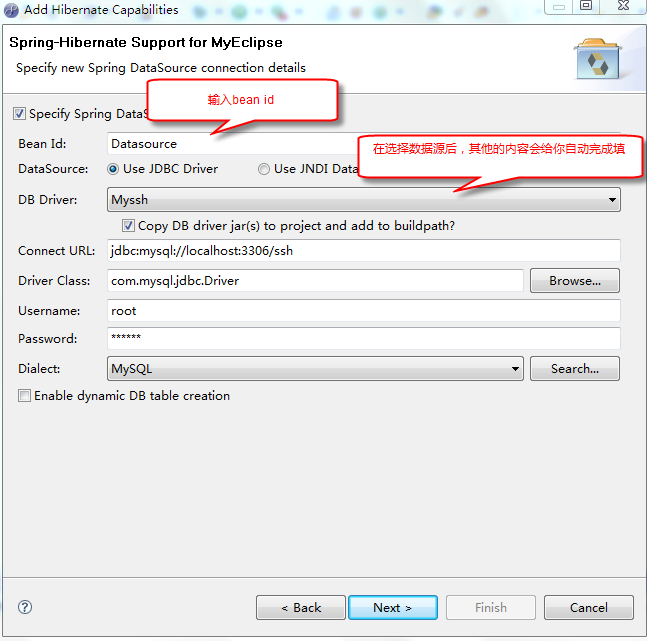 Add Hibernate Capabilities
Spring-Hibernate Support for MyEclipse
Specify new Spring DataSource connection details
输入bean id
Specify Spring DataS
Bean Id: Datasource
在选择数据源后，其他的内容会给你自动完成填
DataSource: Use JDBC Driver Use JNDI Data
DB Driver: Myssh
Copy DB driver jar(s) to project and add to buildpath?
Connect URL: jdbc:mysql://localhost:3306/ssh
Driver Class: com.mysql.jdbc.Driver Browse...
Username: root
Password: ******
Dialect: MySQL Search...
Enable dynamic DB table creation
? < Back Next > Finish Cancel